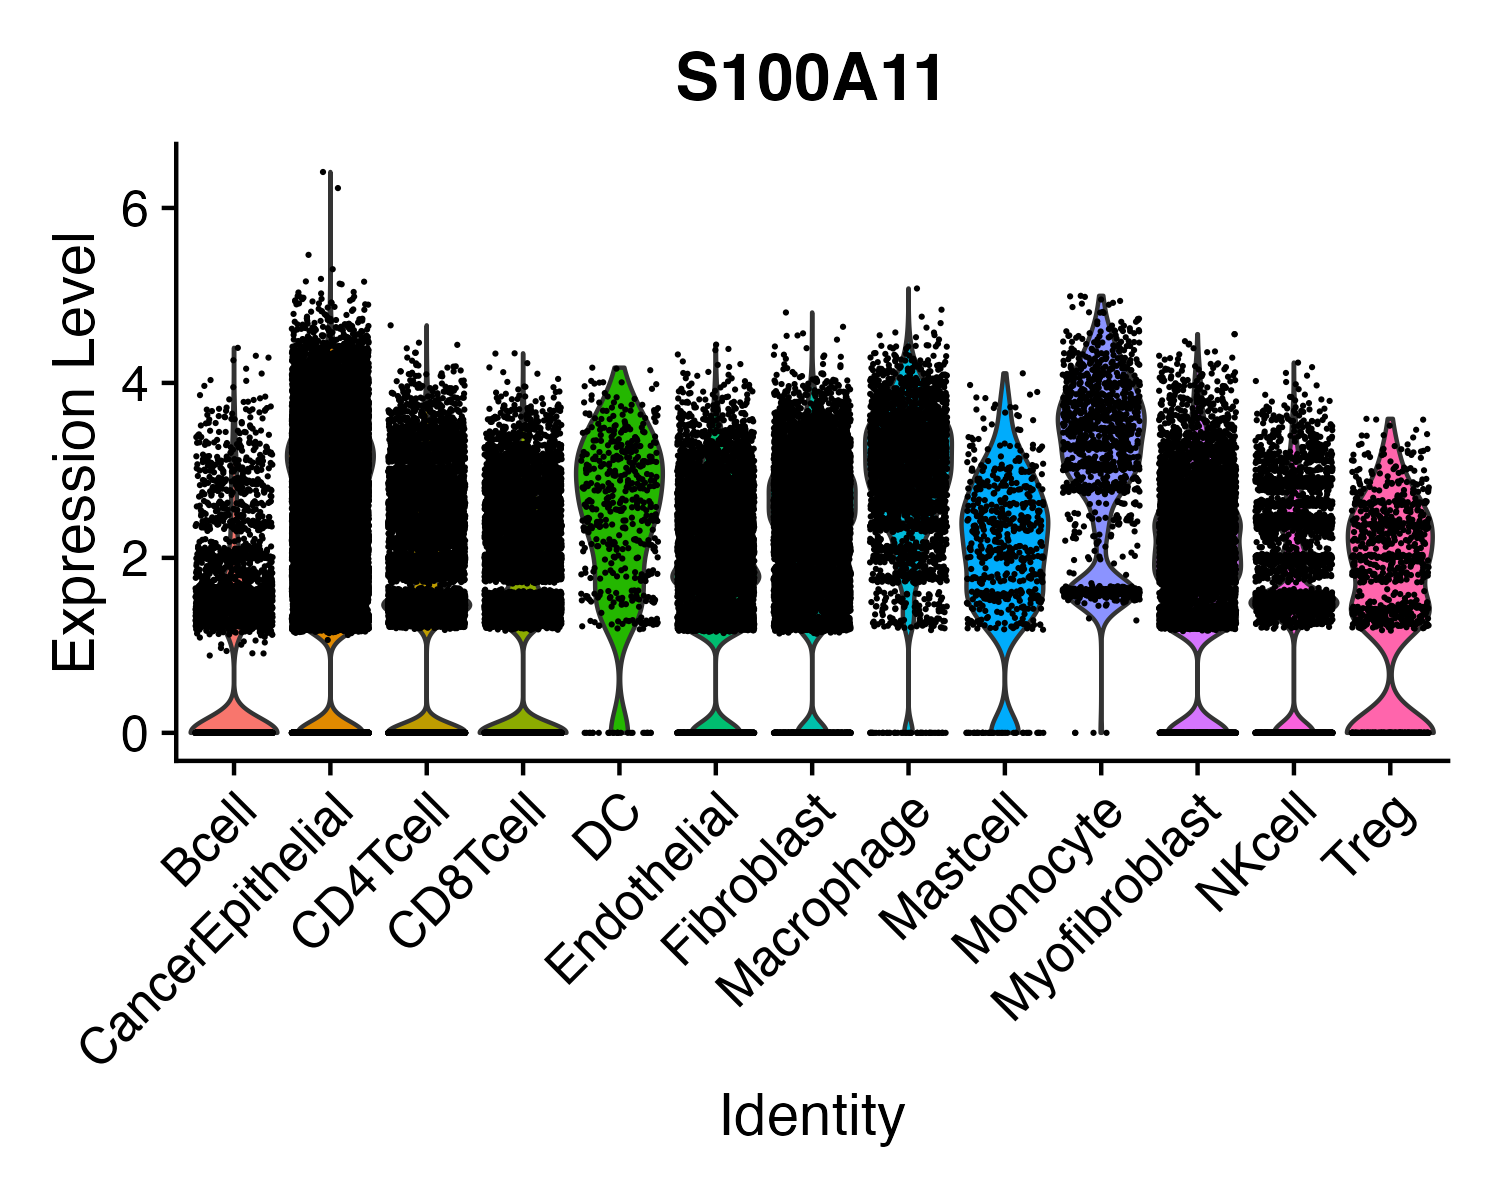 S100A11
Expression Level
6
4
2
0
Bcell
CancerEpithelial
CD4Tcell
CD8Tcell
DC
Endothelial
Fibroblast
Macrophage
Mastcell
Monocyte
Myofibroblast
NKcell
Treg
Identity